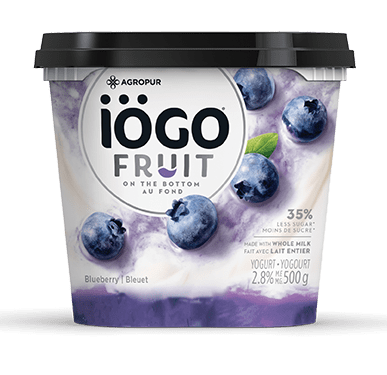 AGROPUR
iÖGO
FRUIT
ON THE BOTTOM
AU FOND
35%
LESS SUGAR*
MOINS DE SUCRE*
MADE WITH WHOLE MILK
FAIT AVEC LAIT ENTIER
YOGURT • YOGOURT
2.8% M.F. M.G. 500 g
Blueberry | Bleuet